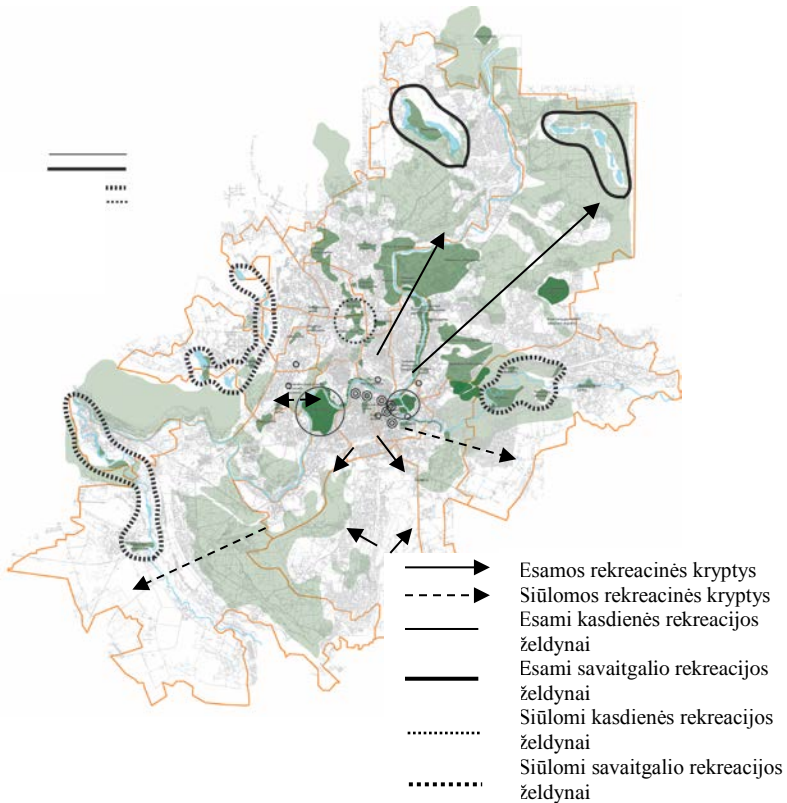 Esamos rekreacinės kryptys
Siūlomos rekreacinės kryptys
Esami kasdienės rekreacijos
želdynai
Esami savaitgalio rekreacijos
želdynai
Siūlomi kasdienės rekreacijos
želdynai
Siūlomi savaitgalio rekreacijos
želdynai